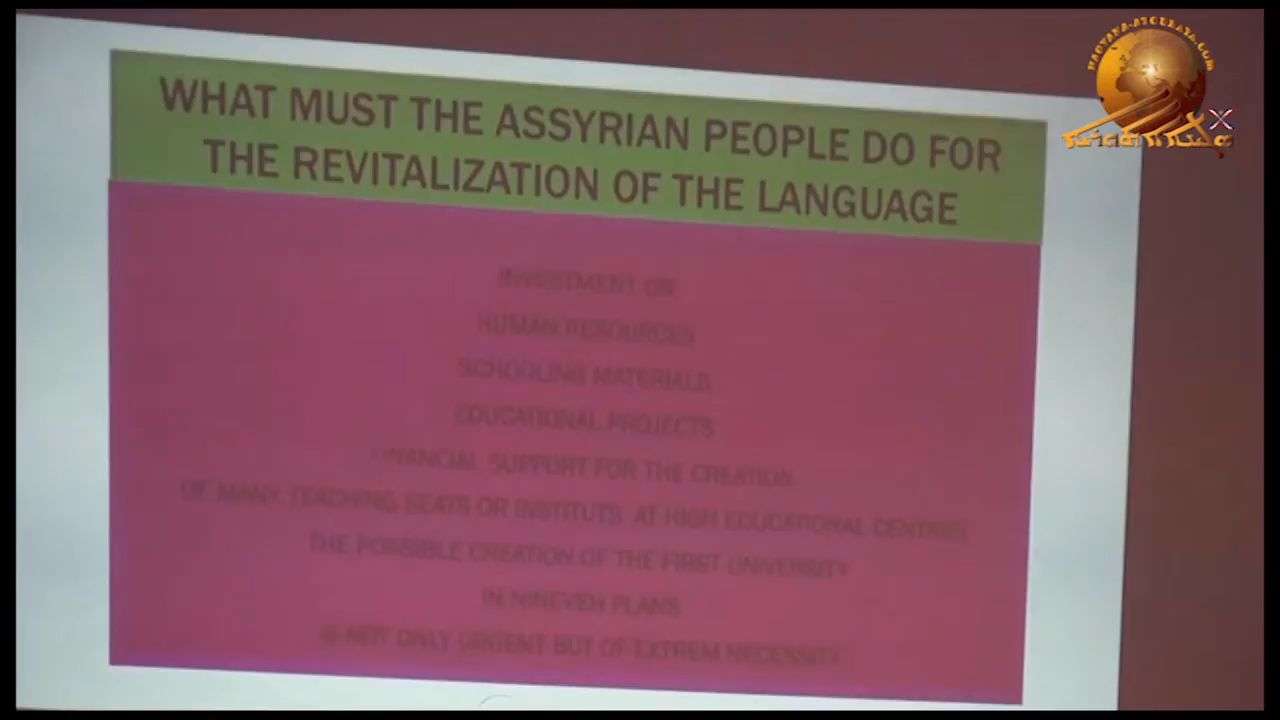 WHAT MUST THE ASSYRIAN PEOPLE DO FOR
THE REVITALIZATION OF THE LANGUAGE
INVESTMENT ON
HUMAN RESOURCES
SCHOOLING MATERIALS
EDUCATIONAL PROJECTS
FINANCIAL SUPPORT FOR THE CREATION
OF MANY TEACHING SEATS OR INSTITUTS AT HIGH EDUCATIONAL
THE POSSIBLE CREATION OF THE FIRST UNIVERSITY
IN NINEVEH PLANS
IS NOT ONLY URGENT BUT OF EXTREM NECESSITY